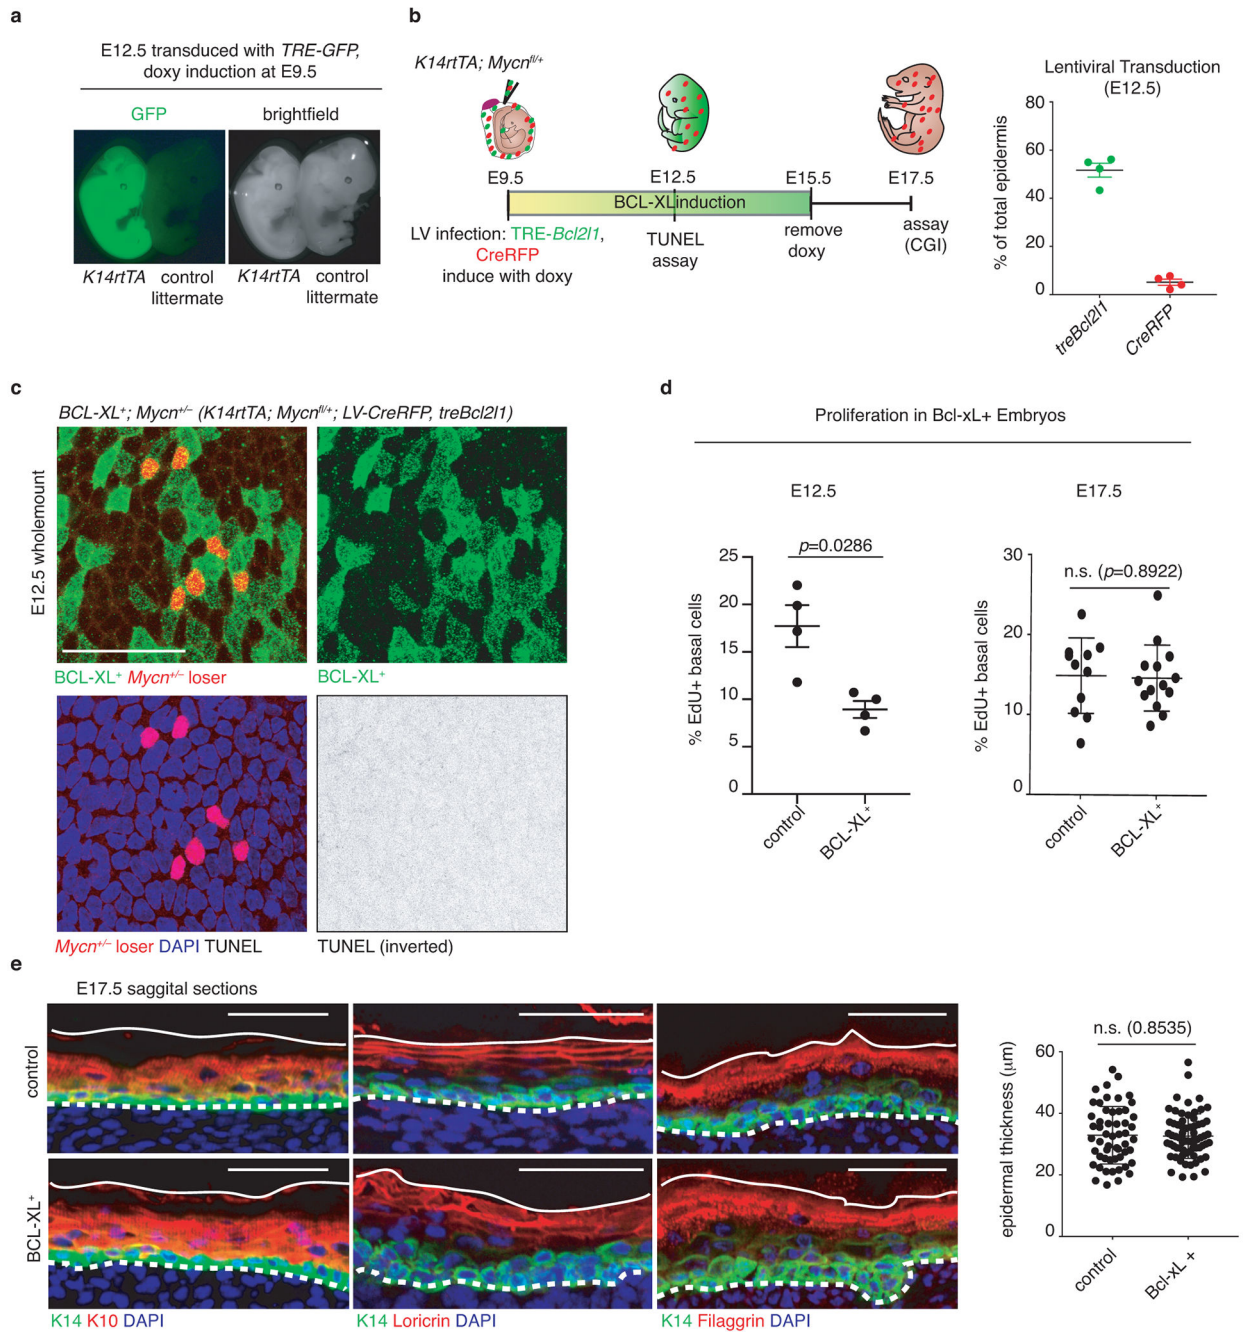 a
E12.5 transduced with TRE-GFP,
doxy induction at E9.5
GFP
brightfield
K14rtTA
control
littermate
K14rtTA
control
littermate
b
K14rtTA; Mycn^fl/+
E9.5
E12.5
E15.5
E17.5
BCL-XLinduction
LV infection: TRE-Bcl2l1,
CreRFP
induce with doxy
TUNEL
assay
remove
doxy
assay
(CGI)
Lentiviral Transduction
(E12.5)
% of total epidermis
80
60
40
20
0
treBcl2l1
CreRFP
c
BCL-XL⁺; Mycn⁺/⁻ (K14rtTA; Mycn^fl/+; LV-CreRFP, treBcl2l1)
E12.5 wholemount
BCL-XL⁺ Mycn⁺/⁻ loser
BCL-XL⁺
Mycn⁺/⁻ loser DAPI TUNEL
TUNEL (inverted)
d
Proliferation in Bcl-xL+ Embryos
E12.5
E17.5
p=0.0286
% EdU+ basal cells
25
20
15
10
5
0
control
BCL-XL⁺
n.s. (p=0.8922)
% EdU+ basal cells
30
20
10
0
control
BCL-XL⁺
e
E17.5 saggital sections
control
BCL-XL⁺
K14 K10 DAPI
K14 Loricrin DAPI
K14 Filaggrin DAPI
n.s. (0.8535)
epidermal thickness (µm)
60
40
20
0
control
Bcl-xL +